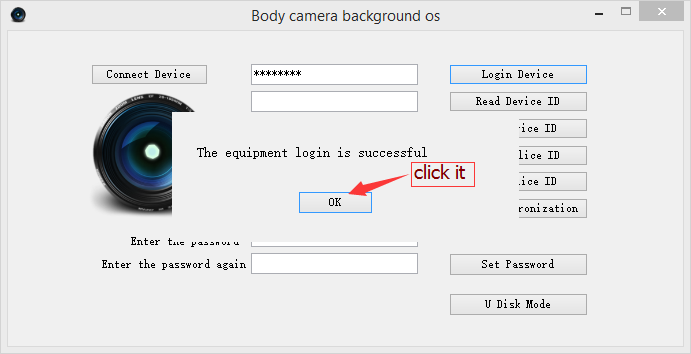 Body camera background os
Connect Device
********
Login Device
Read Device ID
ice ID
The equipment login is successful
lice ID
click it
ice ID
OK
ronization
Enter the password
Enter the password again
Set Password
U Disk Mode